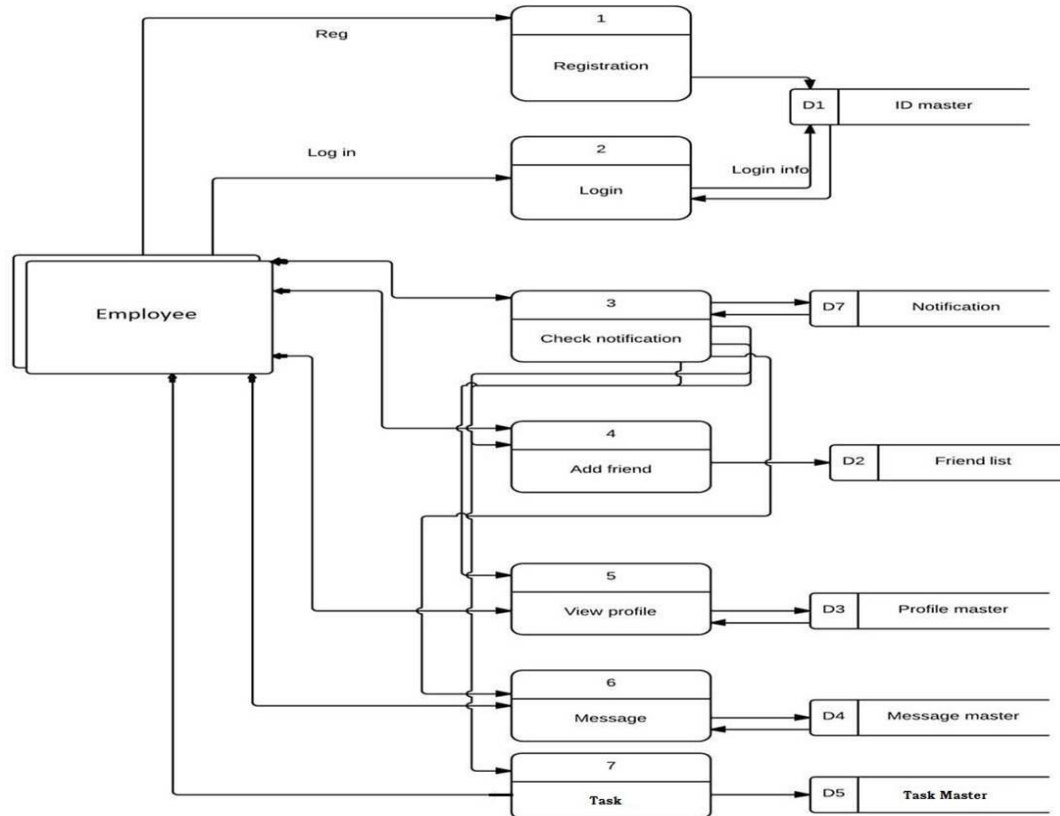 1
Reg
Registration
D1
ID master
2
Log in
Login info
Login
3
Employee
D7
Notification
Check notification
4
D2
Friend list
Add friend
5
View profile
D3
Profile master
6
Message
D4
Message master
7
Task
D5
Task Master